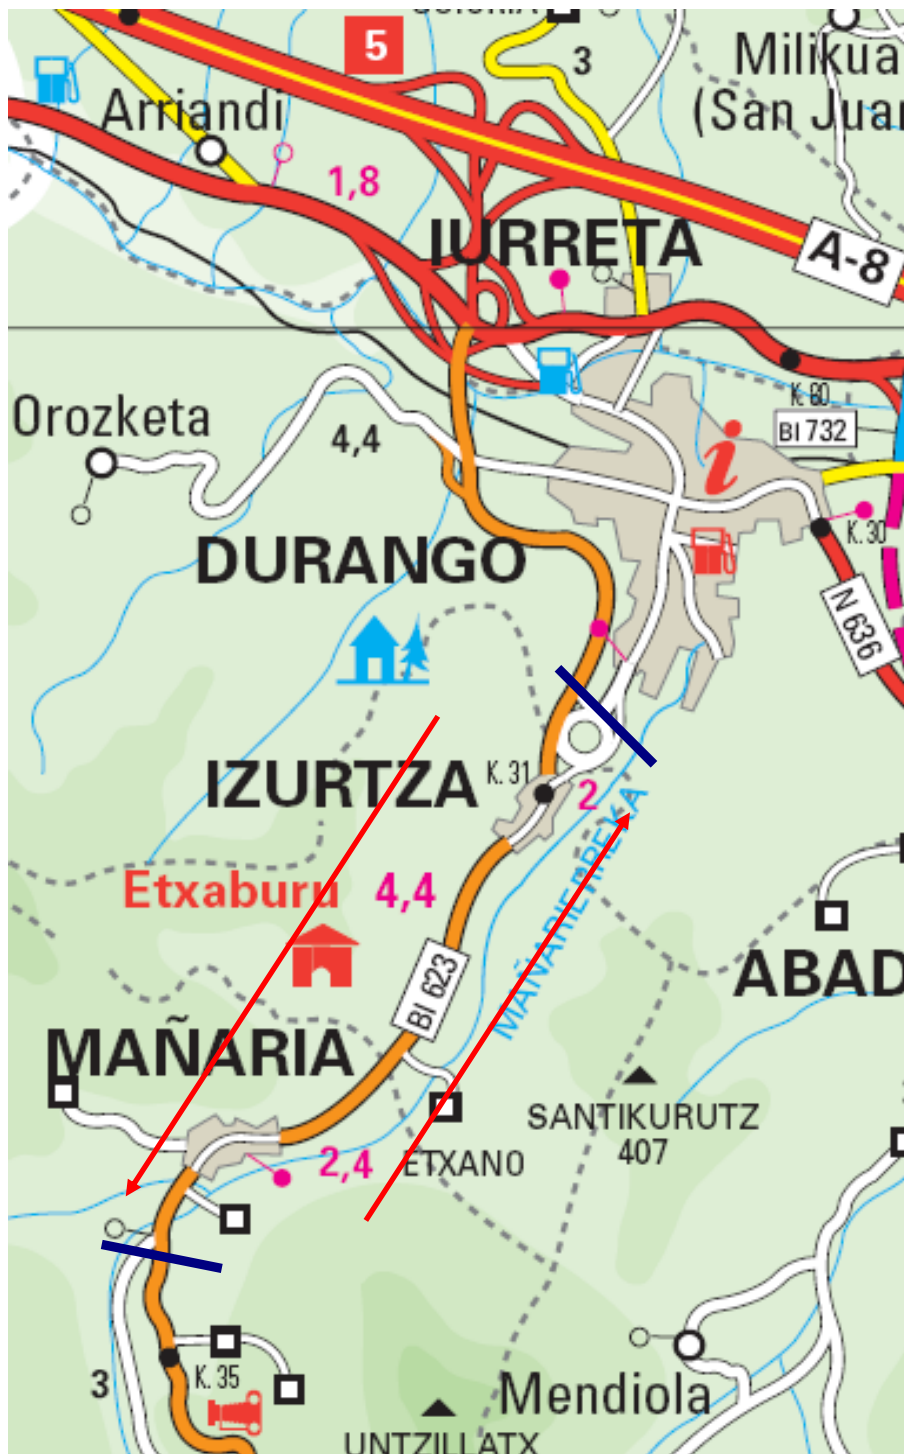 5
3
Milikua
Arriandi
(San Juar
1,8
IURRETA
A-8
K. 60
Orozketa
BI 732
4,4
i
K. 30
DURANGO
N 636
IZURTZA
K. 31
2
MAÑARIERREKA
Etxaburu
4,4
ABAD
BI 623
MAÑARIA
SANTIKURUTZ
407
2,4
ETXANO
K. 35
3
Mendiola
UNTZILLATX